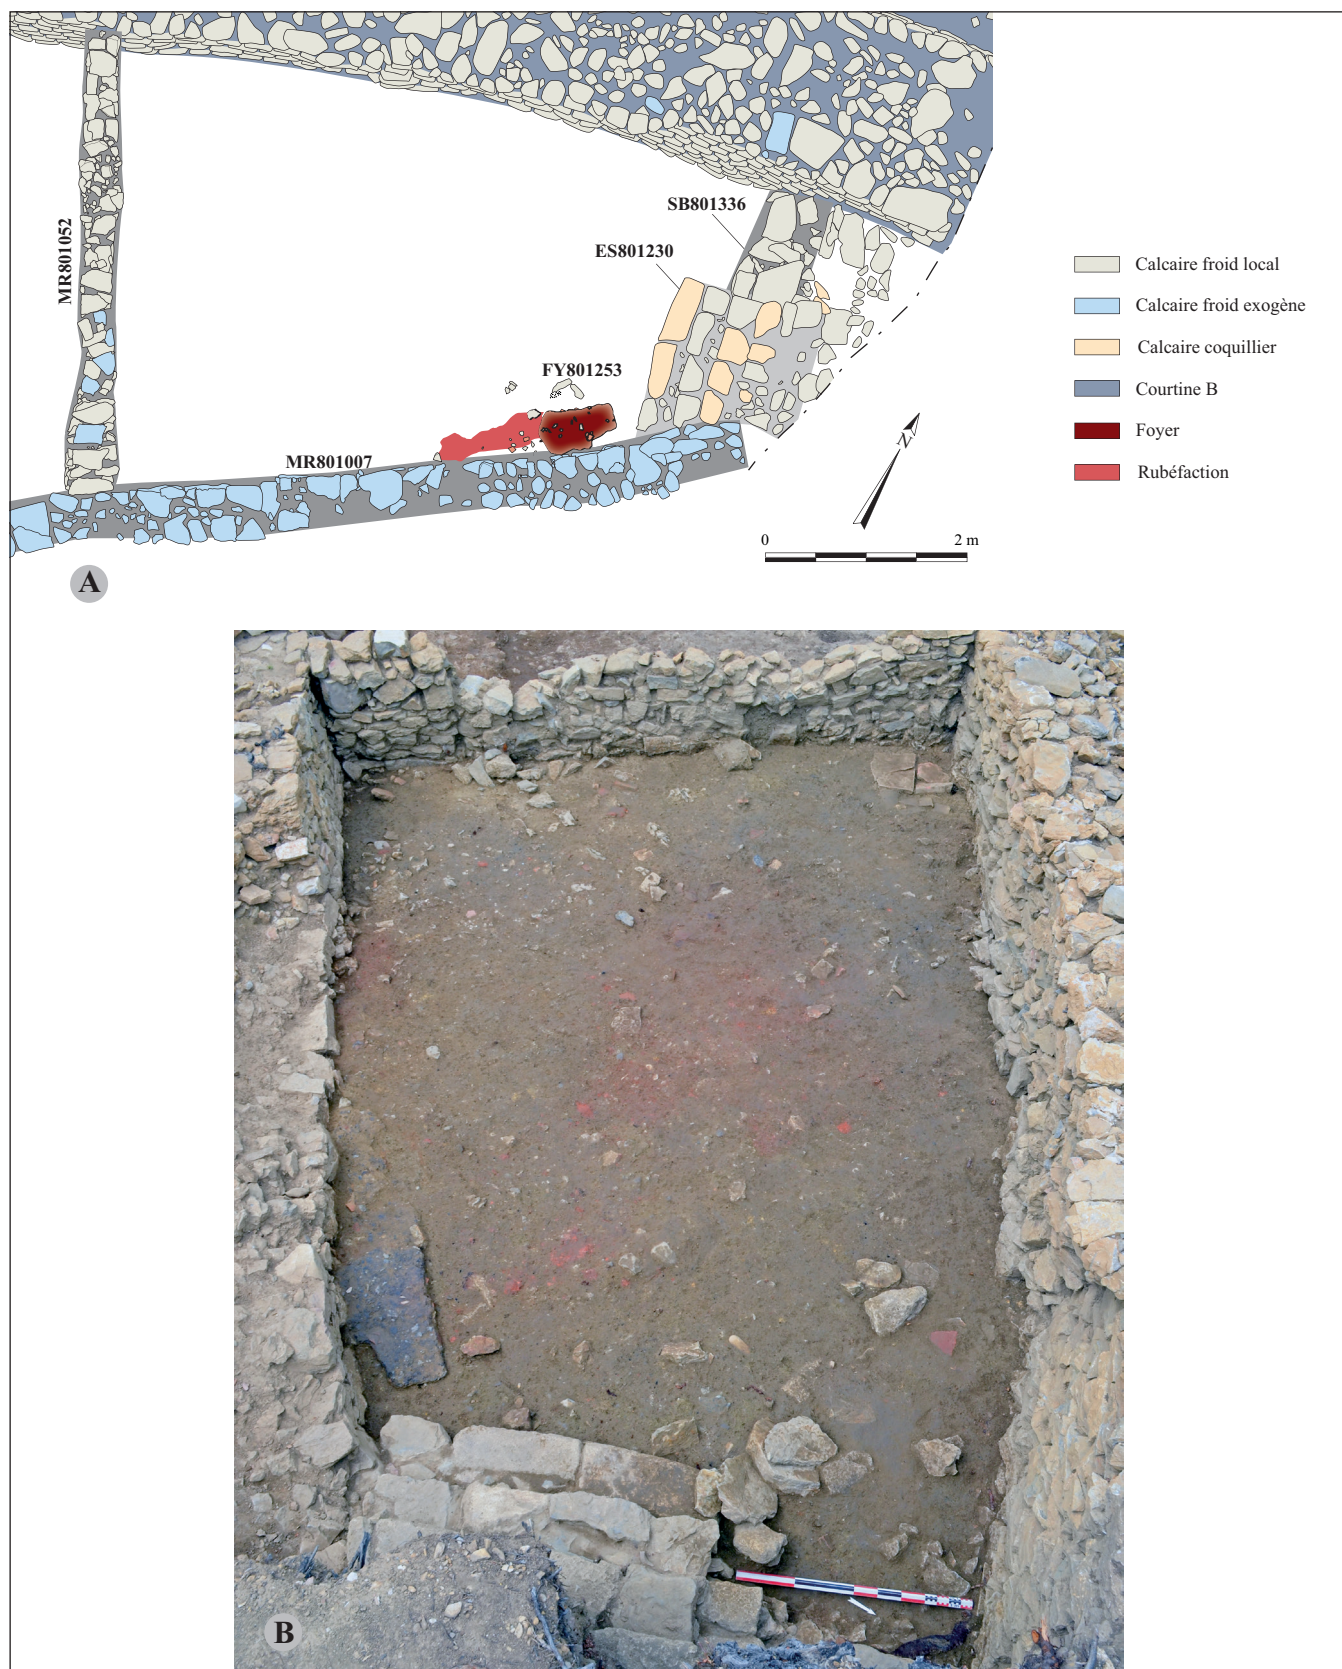 MR801052
SB801336
ES801230
FY801253
MR801007
N
0 2 m
A
Calcaire froid local
Calcaire froid exogène
Calcaire coquillier
Courtine B
Foyer
Rubéfaction
B